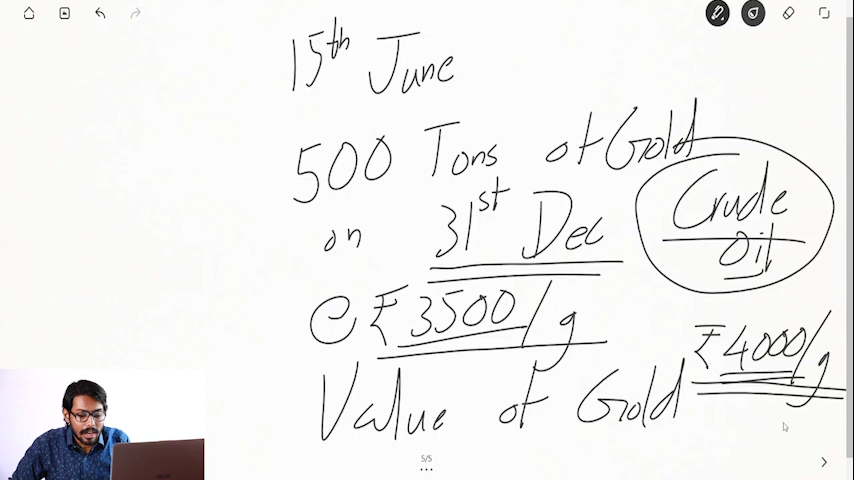 15th June
500 Tons of Gold
on 31st Dec
Crude
Oil
@ ₹3500/g
₹4000/g
Value of Gold
5/5